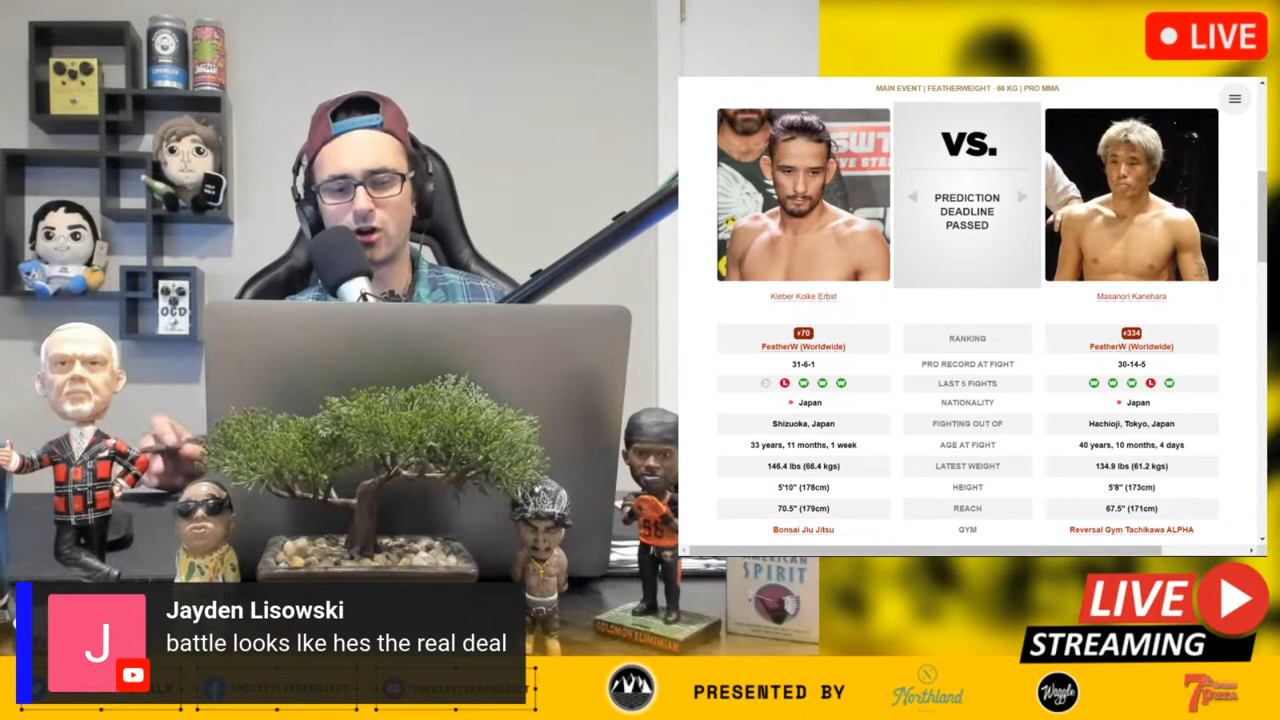 LIVE
MAIN EVENT | FEATHERWEIGHT · 66 KG | PRO MMA
VS.
PREDICTION
DEADLINE
PASSED
Kleber Koike Erbst
Masanori Kanehara
#70
FeatherW (Worldwide)
RANKING
#334
FeatherW (Worldwide)
31-6-1
PRO RECORD AT FIGHT
30-14-5
D L W W W
LAST 5 FIGHTS
W W W L W
Japan
NATIONALITY
Japan
Shizuoka, Japan
FIGHTING OUT OF
Hachioji, Tokyo, Japan
33 years, 11 months, 1 week
AGE AT FIGHT
40 years, 10 months, 4 days
146.4 lbs (66.4 kgs)
LATEST WEIGHT
134.9 lbs (61.2 kgs)
5'10" (178cm)
HEIGHT
5'8" (173cm)
70.5" (179cm)
REACH
67.5" (171cm)
Bonsai Jiu Jitsu
GYM
Reversal Gym Tachikawa ALPHA
OCD
AMERICAN
SPIRIT
SOLOMON ELIMIMIAN
J
Jayden Lisowski
battle looks lke hes the real deal
LIVE
STREAMING
PRESENTED BY
Northland
Waggle